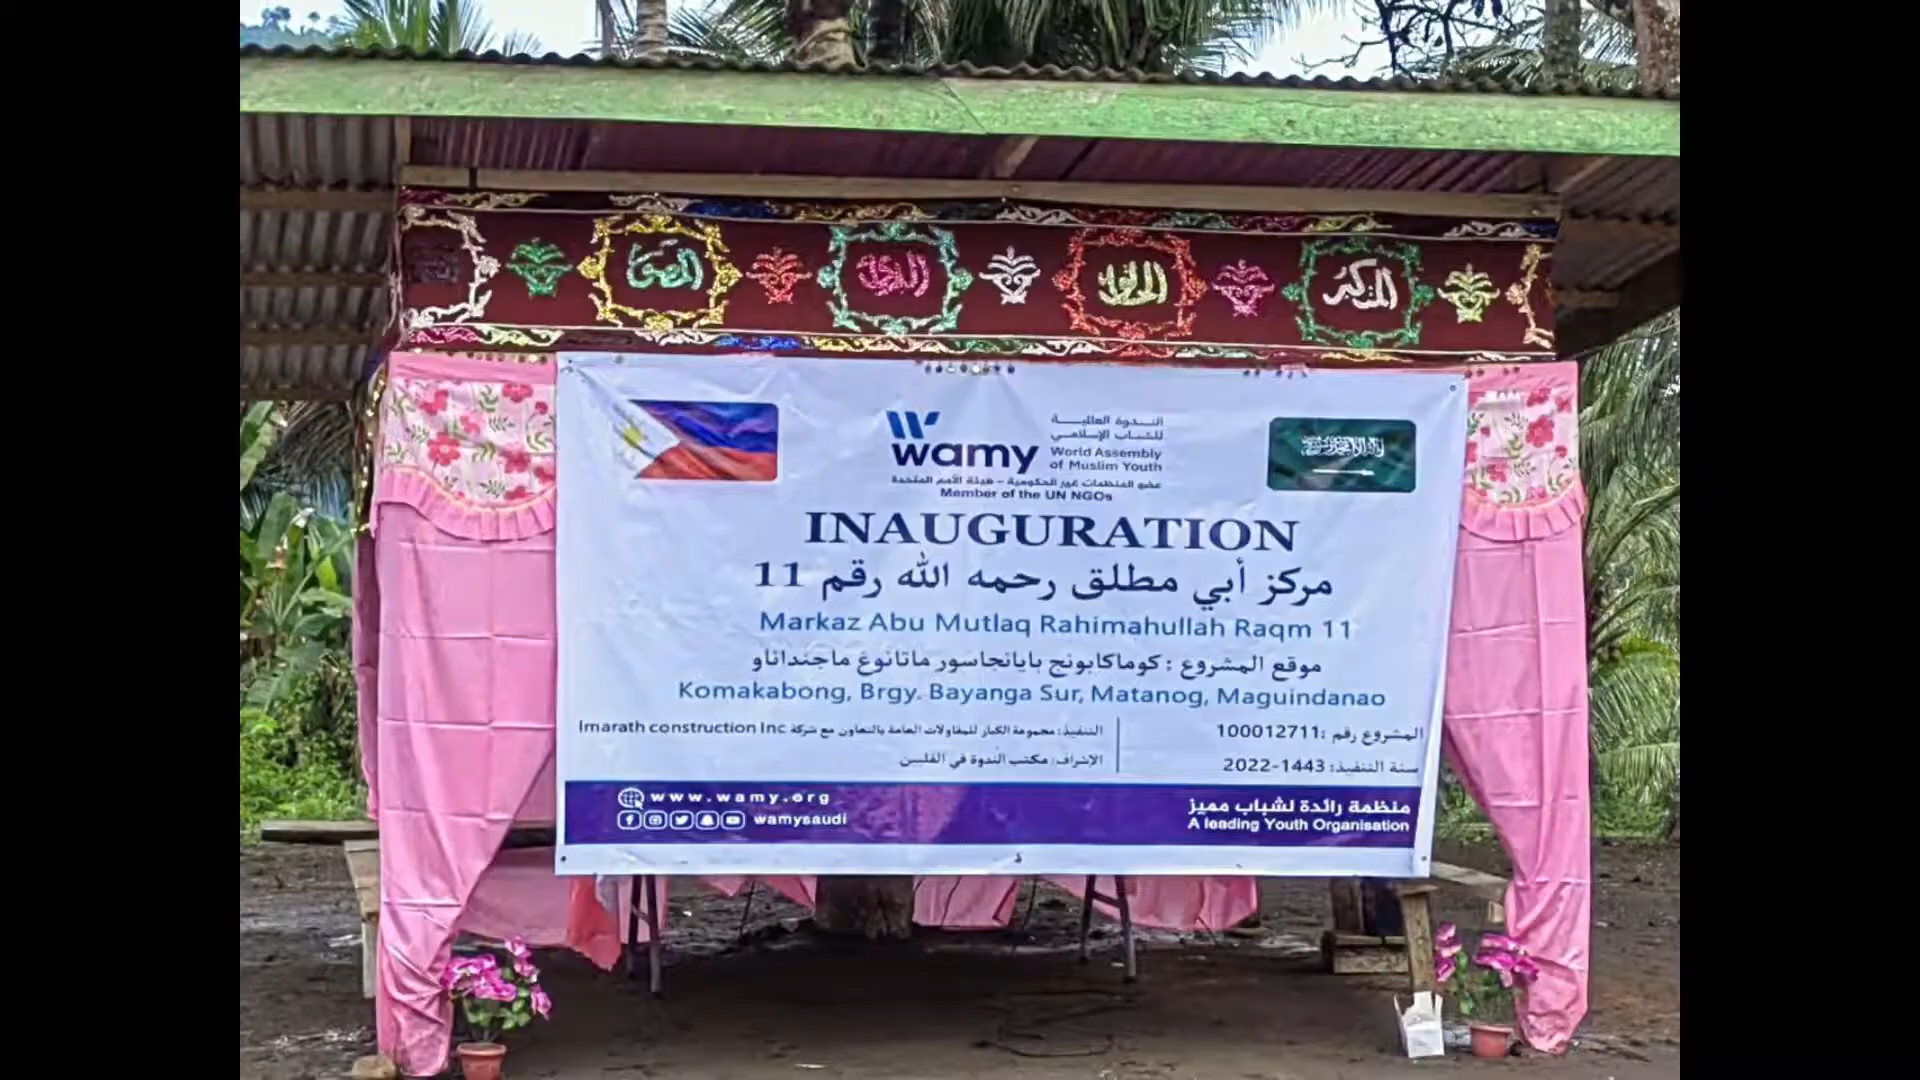 wamy
الندوة العالمية
للشباب الإسلامي
World Assembly
of Muslim Youth
عضو المنظمات غير الحكومية - هيئة الأمم المتحدة
Member of the UN NGOs
INAUGURATION
مركز أبي مطلق رحمه الله رقم 11
Markaz Abu Mutlaq Rahimahullah Raqm 11
موقع المشروع : كوماكابونج بايانجاسور ماتانوغ ماجنداناو
Komakabong, Brgy. Bayanga Sur, Matanog, Maguindanao
المشروع رقم :100012711
سنة التنفيذ: 1443-2022
التنفيذ: مجموعة الكبار للمقاولات العامة بالتعاون مع شركة Imarath construction Inc
الإشراف: مكتب الندوة في الفلبين
www.wamy.org
wamysaudi
منظمة رائدة لشباب مميز
A leading Youth Organisation